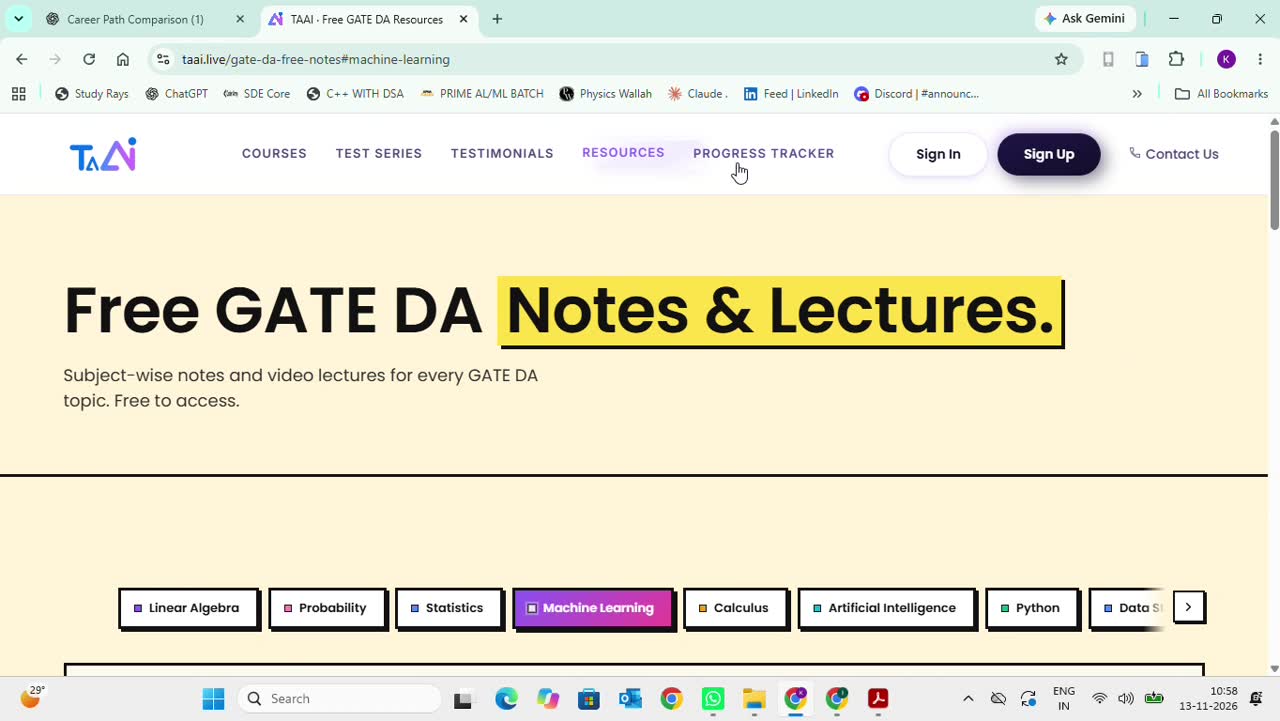 Career Path Comparison (1)
TAAI · Free GATE DA Resources
Ask Gemini
taai.live/gate-da-free-notes#machine-learning
K
Study Rays
ChatGPT
SDE Core
C++ WITH DSA
PRIME AL/ML BATCH
Physics Wallah
Claude .
Feed | LinkedIn
Discord | #announc...
All Bookmarks
TAAI
COURSES
TEST SERIES
TESTIMONIALS
RESOURCES
PROGRESS TRACKER
Sign In
Sign Up
Contact Us
Free GATE DA Notes & Lectures.
Subject-wise notes and video lectures for every GATE DA
topic. Free to access.
Linear Algebra
Probability
Statistics
Machine Learning
Calculus
Artificial Intelligence
Python
Data S
29°
Search
ENG
IN
10:58
13-11-2026